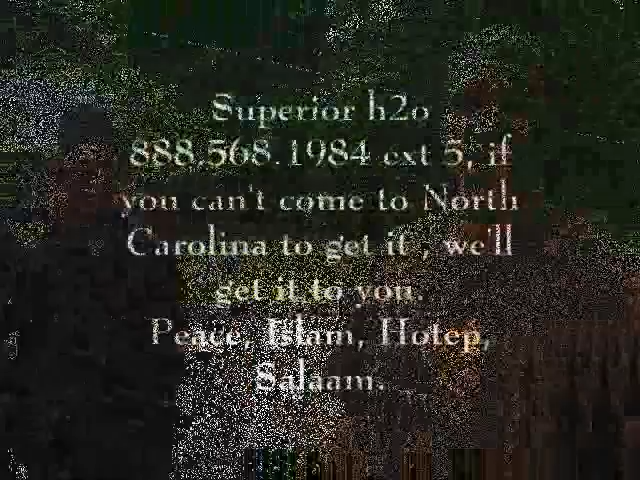 Superior h2o
888.568.1984 ext 5, if
you can't come to North
Carolina to get it , we'll
get it to you.
Peace, Islam, Hotep,
Salaam.